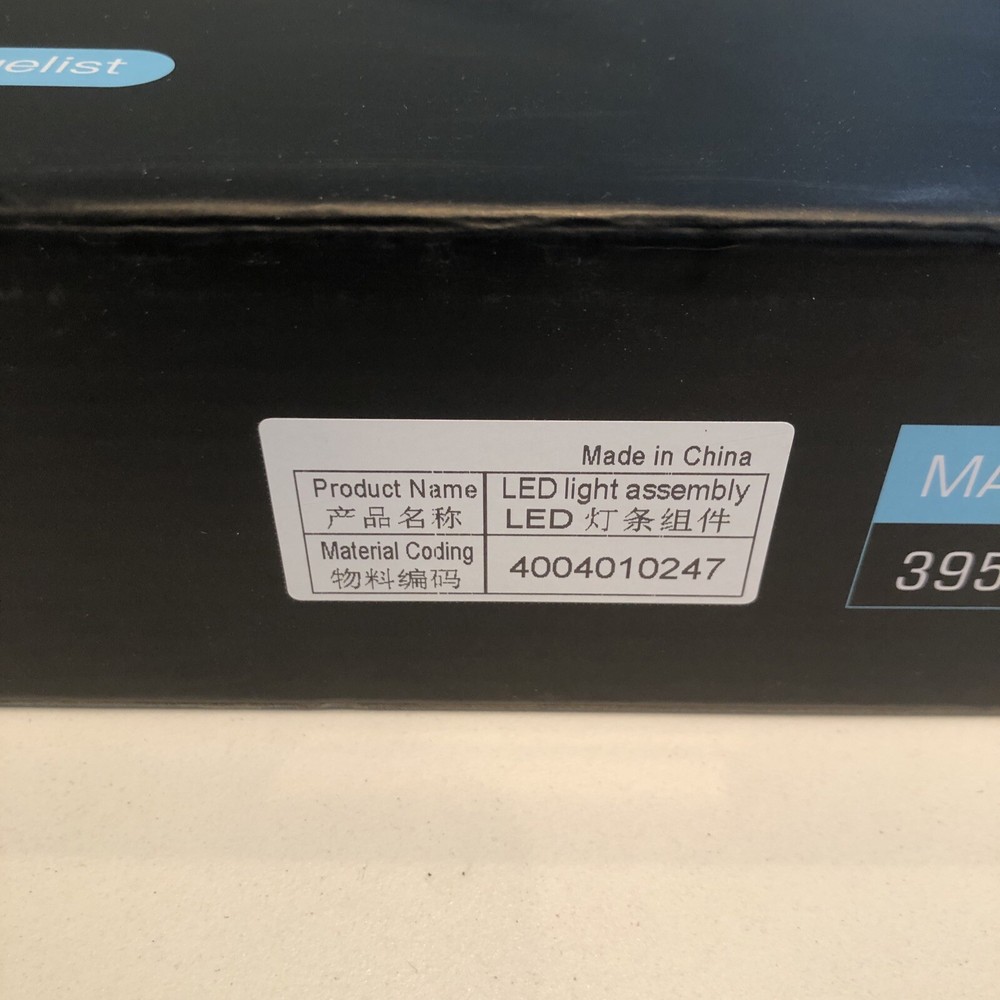 Made in China
Product Name LED light assembly
产品名称 LED 灯条组件
Material Coding 4004010247
物料编码
395